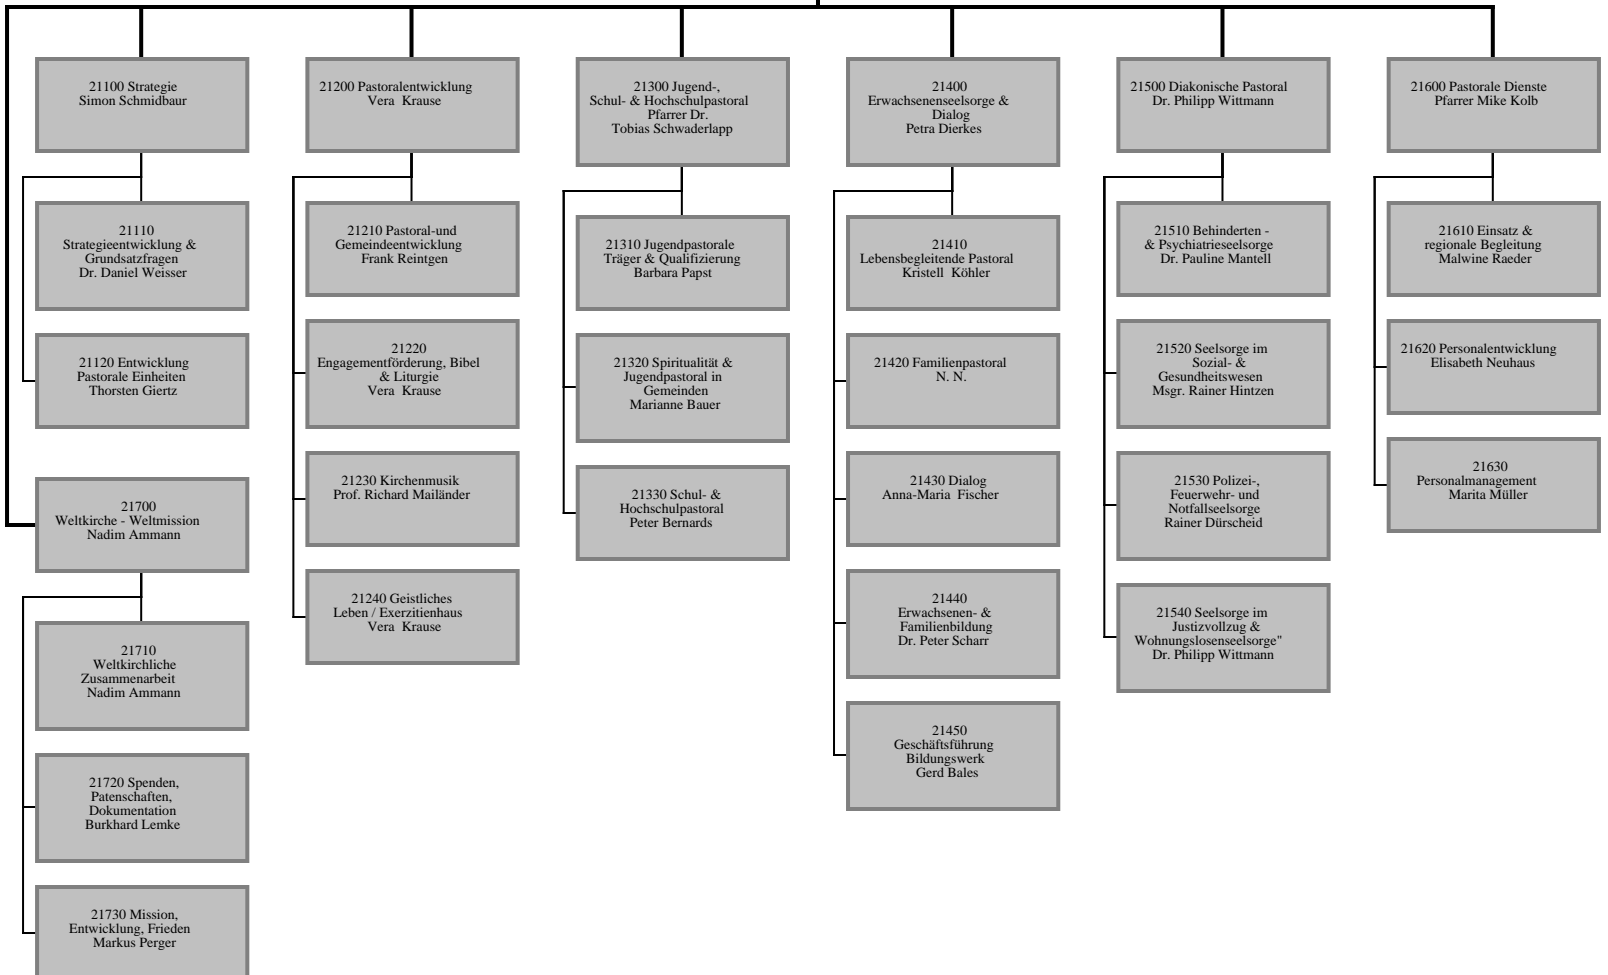 21100 Strategie
Simon Schmidbaur
21200 Pastoralentwicklung
Vera Krause
21300 Jugend-,
Schul- & Hochschulpastoral
Pfarrer Dr.
Tobias Schwaderlapp
21400
Erwachsenenseelsorge &
Dialog
Petra Dierkes
21500 Diakonische Pastoral
Dr. Philipp Wittmann
21600 Pastorale Dienste
Pfarrer Mike Kolb
21110
Strategieentwicklung &
Grundsatzfragen
Dr. Daniel Weisser
21120 Entwicklung
Pastorale Einheiten
Thorsten Giertz
21700
Weltkirche - Weltmission
Nadim Ammann
21710
Weltkirchliche
Zusammenarbeit
Nadim Ammann
21720 Spenden,
Patenschaften,
Dokumentation
Burkhard Lemke
21730 Mission,
Entwicklung, Frieden
Markus Perger
21210 Pastoral-und
Gemeindeentwicklung
Frank Reintgen
21220
Engagementförderung, Bibel
& Liturgie
Vera Krause
21230 Kirchenmusik
Prof. Richard Mailänder
21240 Geistliches
Leben / Exerzitienhaus
Vera Krause
21310 Jugendpastorale
Träger & Qualifizierung
Barbara Papst
21320 Spiritualität &
Jugendpastoral in
Gemeinden
Marianne Bauer
21330 Schul- &
Hochschulpastoral
Peter Bernards
21410
Lebensbegleitende Pastoral
Kristell Köhler
21420 Familienpastoral
N. N.
21430 Dialog
Anna-Maria Fischer
21440
Erwachsenen- &
Familienbildung
Dr. Peter Scharr
21450
Geschäftsführung
Bildungswerk
Gerd Bales
21510 Behinderten -
& Psychiatrieseelsorge
Dr. Pauline Mantell
21520 Seelsorge im
Sozial- &
Gesundheitswesen
Msgr. Rainer Hintzen
21530 Polizei-,
Feuerwehr- und
Notfallseelsorge
Rainer Dürscheid
21540 Seelsorge im
Justizvollzug &
Wohnungslosenseelsorge"
Dr. Philipp Wittmann
21610 Einsatz &
regionale Begleitung
Malwine Raeder
21620 Personalentwicklung
Elisabeth Neuhaus
21630
Personalmanagement
Marita Müller